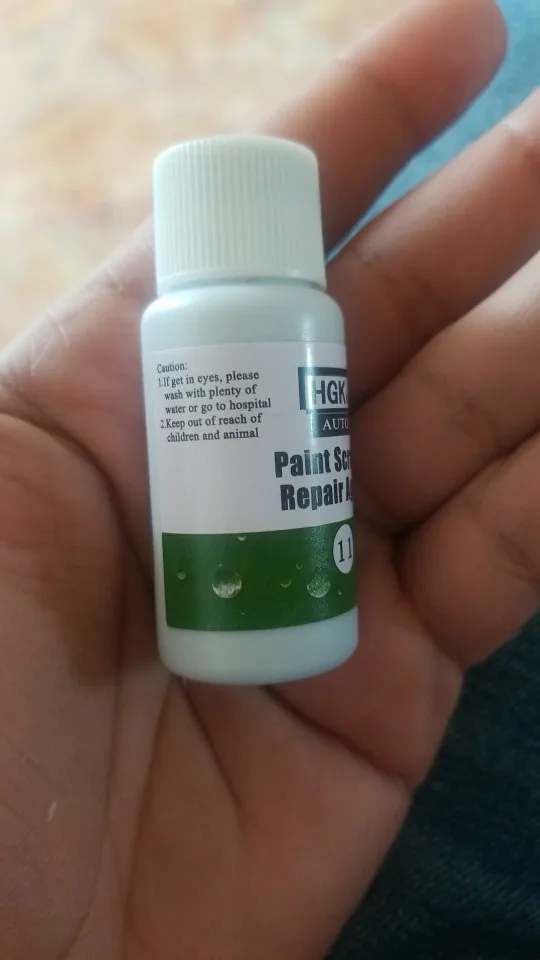 Caution:
1.If get in eyes, please
wash with plenty of
water or go to hospital
2.Keep out of reach of
children and animal
HGK
AUTO
Paint
Repair
11